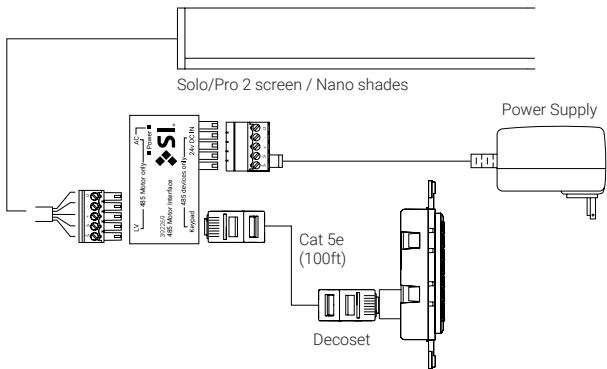 Solo/Pro 2 screen / Nano shades
Power Supply
AC
Power
SI
24v DC IN
485 Motor only
485 devices only
LV
392269
485 Motor Interface
Keypad
Cat 5e
(100ft)
Decoset